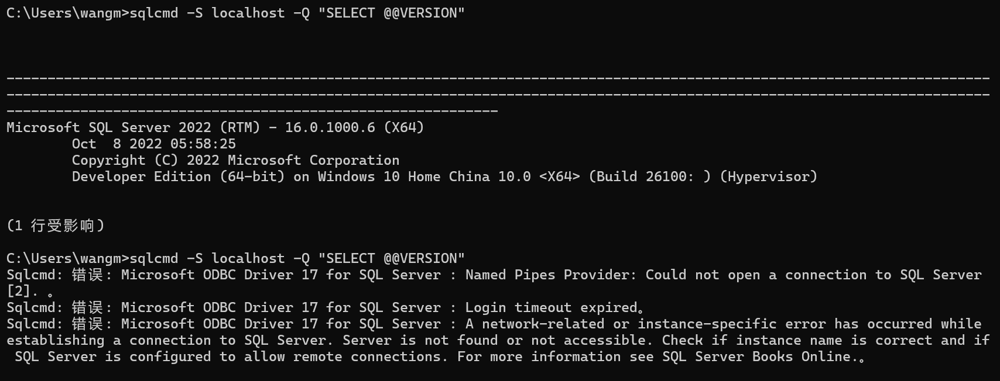 C:\Users\wangm>sqlcmd -S localhost -Q "SELECT @@VERSION"
------------------------------------------------------------------------------------------------------------------------
------------------------------------------------------------------------------------------------------------------------
------------------------------------------------------------
Microsoft SQL Server 2022 (RTM) - 16.0.1000.6 (X64)
        Oct  8 2022 05:58:25
        Copyright (C) 2022 Microsoft Corporation
        Developer Edition (64-bit) on Windows 10 Home China 10.0 <X64> (Build 26100: ) (Hypervisor)
(1 行受影响)
C:\Users\wangm>sqlcmd -S localhost -Q "SELECT @@VERSION"
Sqlcmd: 错误: Microsoft ODBC Driver 17 for SQL Server : Named Pipes Provider: Could not open a connection to SQL Server
[2]. 。
Sqlcmd: 错误: Microsoft ODBC Driver 17 for SQL Server : Login timeout expired。
Sqlcmd: 错误: Microsoft ODBC Driver 17 for SQL Server : A network-related or instance-specific error has occurred while
establishing a connection to SQL Server. Server is not found or not accessible. Check if instance name is correct and if
 SQL Server is configured to allow remote connections. For more information see SQL Server Books Online.。